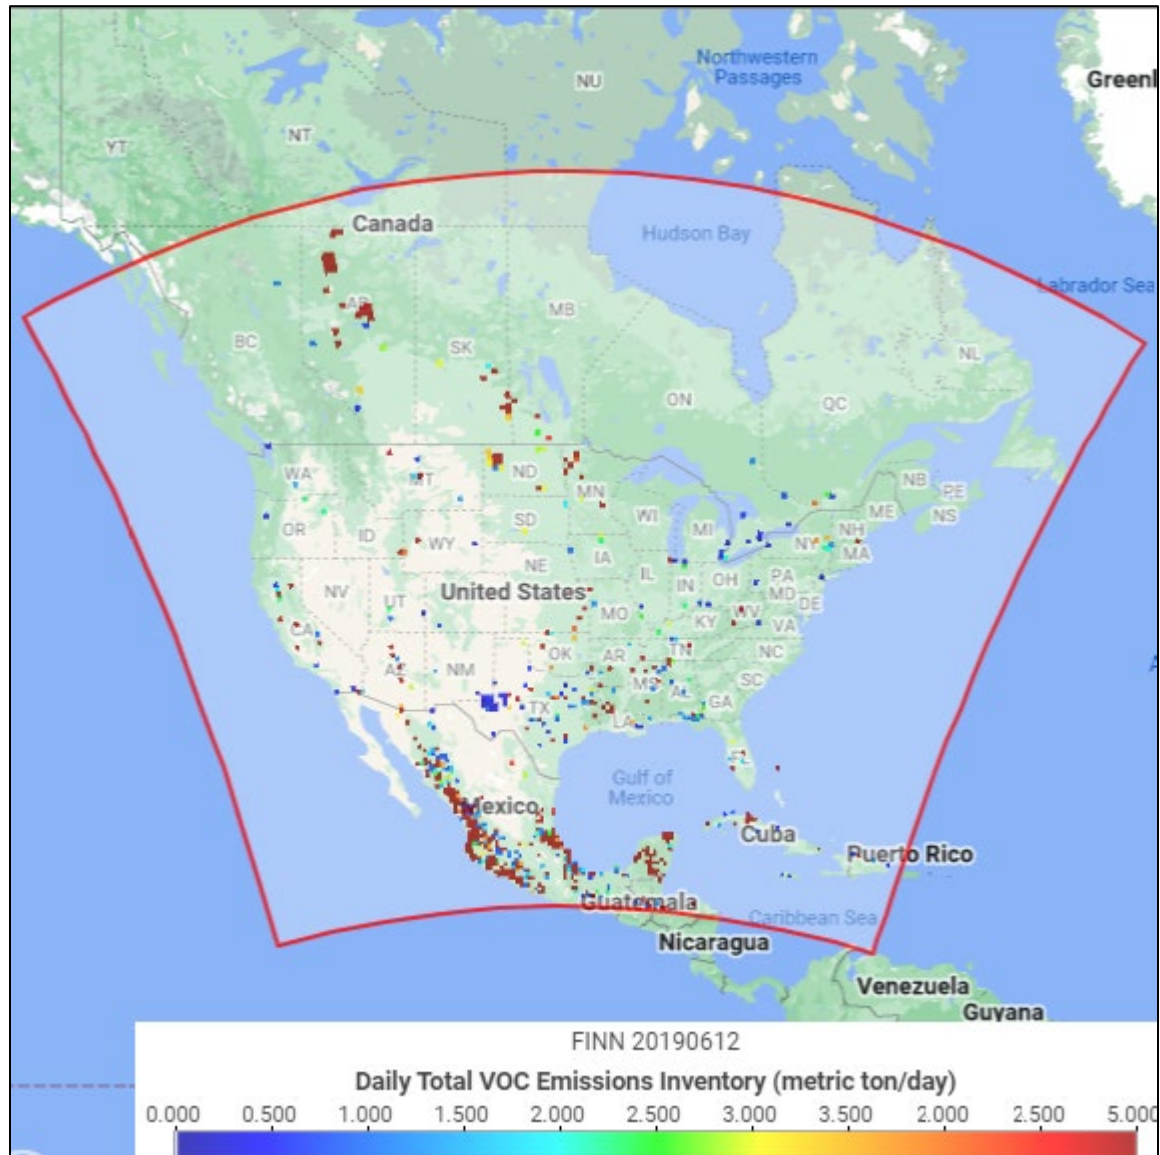 Northwestern
Passages
NU
Greenl
NT
YT
Canada
Hudson Bay
Labrador Sea
AB
MB
BC
SK
NL
ON
QC
WA
MT
ND
NB
PE
MN
ME
NS
OR
ID
SD
WI
MI
NH
WY
NY
MA
NE
IA
United States
IL
IN
OH
PA
NV
UT
MD
DE
MO
KY
WV
VA
CA
OK
AR
TN
NC
AZ
NM
MS
AL
SC
GA
TX
LA
FL
Gulf of
Mexico
Mexico
Cuba
Puerto Rico
Guatemala
Caribbean Sea
Nicaragua
Venezuela
Guyana
FINN 20190612
Daily Total VOC Emissions Inventory (metric ton/day)
0.000 0.500 1.000 1.500 2.000 2.500 3.000 3.500 2.000 2.500 5.000